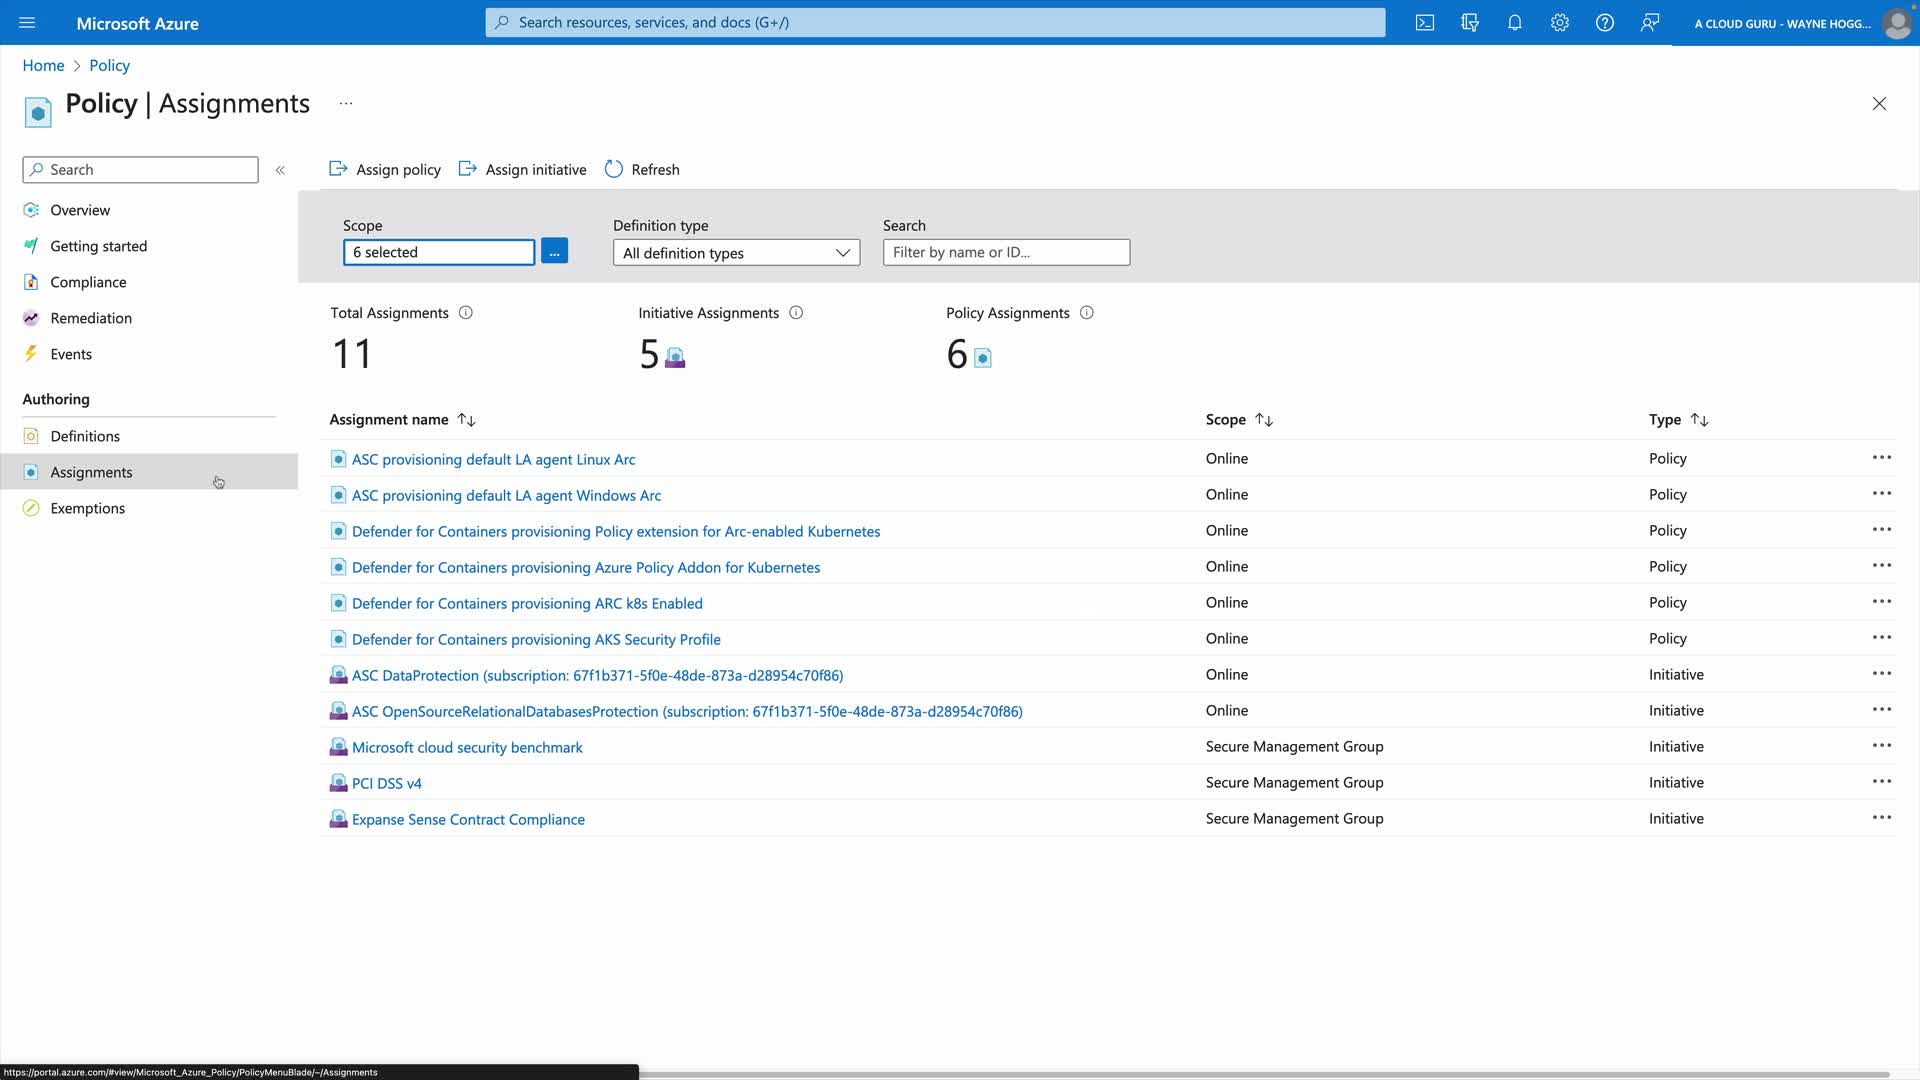 Microsoft Azure
Search resources, services, and docs (G+/)
A CLOUD GURU - WAYNE HOGG...
Home > Policy
Policy | Assignments ...
Search
Assign policy
Assign initiative
Refresh
Overview
Getting started
Compliance
Remediation
Events
Authoring
Definitions
Assignments
Exemptions
Scope
6 selected
...
Definition type
All definition types
Search
Filter by name or ID...
Total Assignments
11
Initiative Assignments
5
Policy Assignments
6
Assignment name Scope Type
ASC provisioning default LA agent Linux Arc Online Policy
ASC provisioning default LA agent Windows Arc Online Policy
Defender for Containers provisioning Policy extension for Arc-enabled Kubernetes Online Policy
Defender for Containers provisioning Azure Policy Addon for Kubernetes Online Policy
Defender for Containers provisioning ARC k8s Enabled Online Policy
Defender for Containers provisioning AKS Security Profile Online Policy
ASC DataProtection (subscription: 67f1b371-5f0e-48de-873a-d28954c70f86) Online Initiative
ASC OpenSourceRelationalDatabasesProtection (subscription: 67f1b371-5f0e-48de-873a-d28954c70f86) Online Initiative
Microsoft cloud security benchmark Secure Management Group Initiative
PCI DSS v4 Secure Management Group Initiative
Expanse Sense Contract Compliance Secure Management Group Initiative
https://portal.azure.com/#view/Microsoft_Azure_Policy/PolicyMenuBlade/~/Assignments